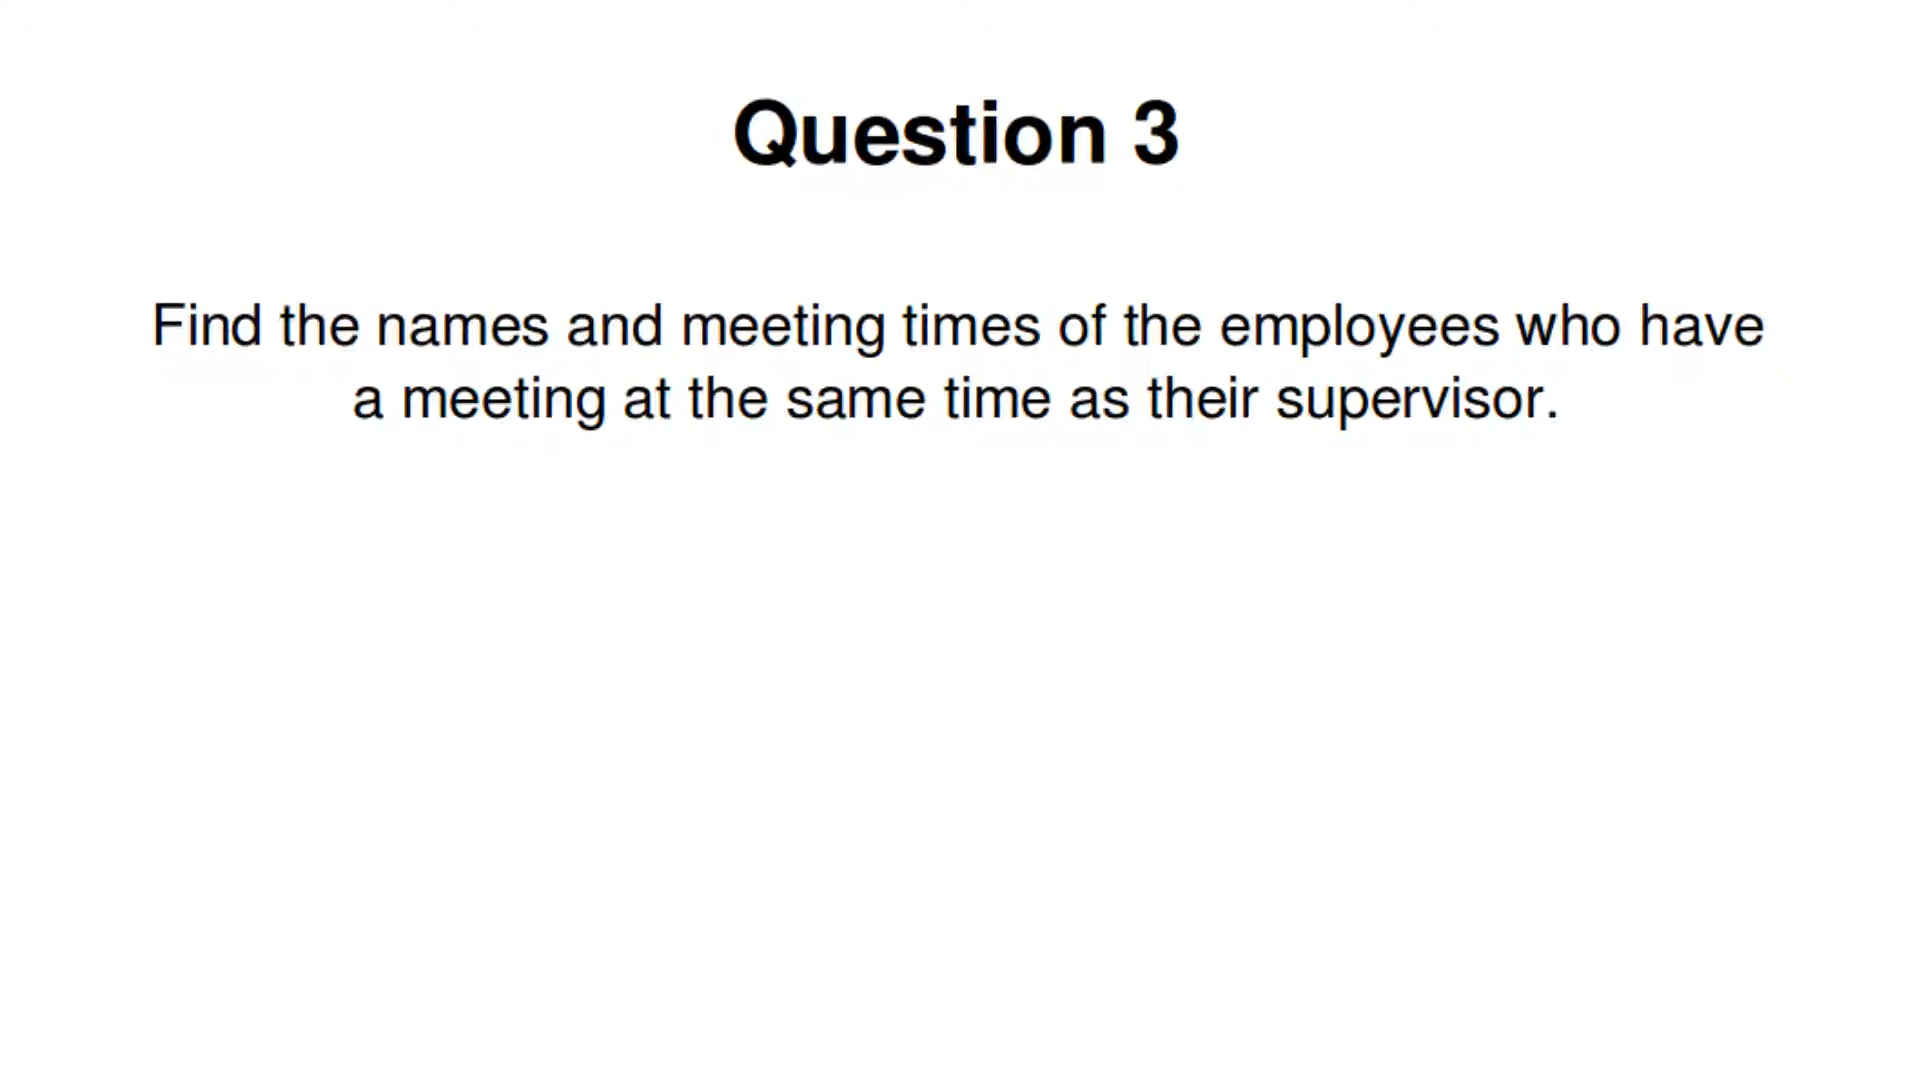 Question 3
Find the names and meeting times of the employees who have
a meeting at the same time as their supervisor.